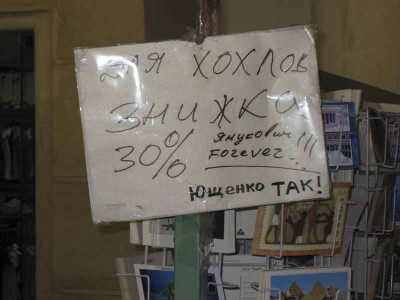 для хохлов
знижка
30% Янукович!!!
Forever!
Ющенко ТАК!